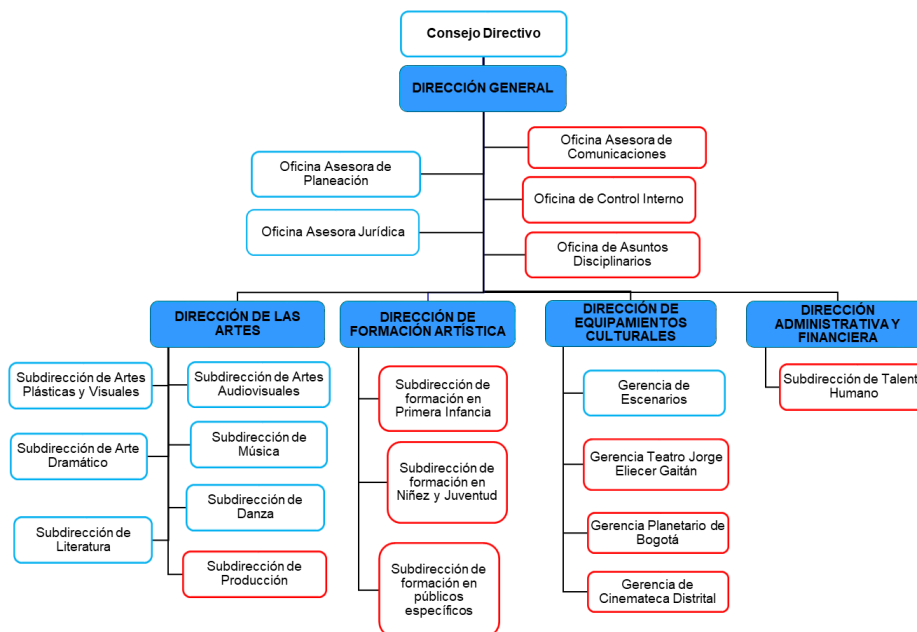 Consejo Directivo
DIRECCIÓN GENERAL
Oficina Asesora de
Comunicaciones
Oficina Asesora de
Planeación
Oficina de Control Interno
Oficina Asesora Jurídica
Oficina de Asuntos
Disciplinarios
DIRECCIÓN DE LAS
ARTES
Subdirección de Artes
Plásticas y Visuales
Subdirección de Artes
Audiovisuales
Subdirección de Arte
Dramático
Subdirección de
Música
Subdirección de
Danza
Subdirección de
Literatura
Subdirección de
Producción
DIRECCIÓN DE
FORMACIÓN ARTÍSTICA
Subdirección de
formación en
Primera Infancia
Subdirección de
formación en
Niñez y Juventud
Subdirección de
formación en
públicos
específicos
DIRECCIÓN DE
EQUIPAMIENTOS
CULTURALES
Gerencia de
Escenarios
Gerencia Teatro Jorge
Eliecer Gaitán
Gerencia Planetario de
Bogotá
Gerencia de
Cinemateca Distrital
DIRECCIÓN
ADMINISTRATIVA Y
FINANCIERA
Subdirección de Talento
Humano